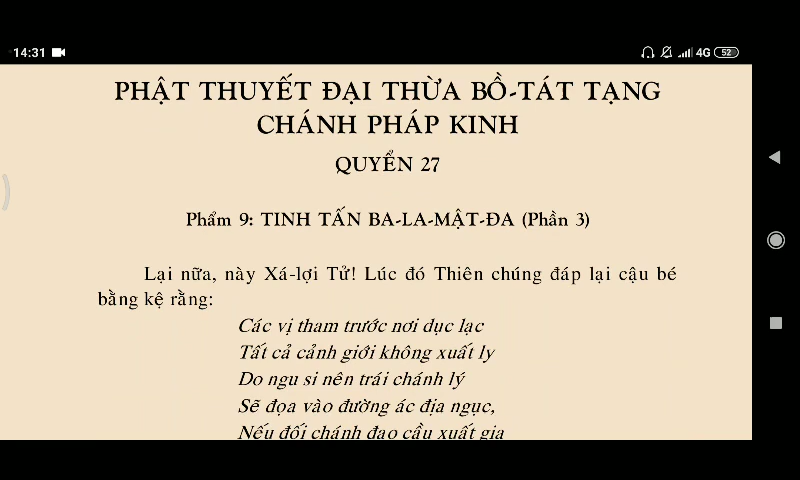 14:31
4G 52
PHẬT THUYẾT ĐẠI THỪA BỒ-TÁT TẠNG
CHÁNH PHÁP KINH
QUYỂN 27
Phẩm 9: TINH TẤN BA-LA-MẬT-ĐA (Phần 3)
Lại nữa, này Xá-lợi Tử! Lúc đó Thiên chúng đáp lại cậu bé
bằng kệ rằng:
Các vị tham trước nơi dục lạc
Tất cả cảnh giới không xuất ly
Do ngu si nên trái chánh lý
Sẽ đọa vào đường ác địa ngục,
Nếu đối chánh đạo cầu xuất gia